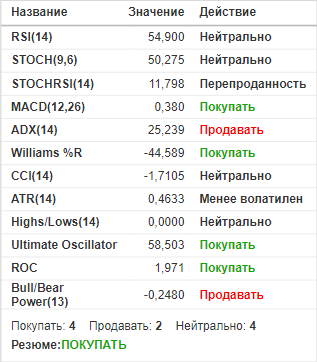 Название Значение Действие
RSI(14) 54,900 Нейтрально
STOCH(9,6) 50,275 Нейтрально
STOCHRSI(14) 11,798 Перепроданность
MACD(12,26) 0,380 Покупать
ADX(14) 25,239 Продавать
Williams %R -44,589 Покупать
CCI(14) -1,7105 Нейтрально
ATR(14) 0,4633 Менее волатилен
Highs/Lows(14) 0,0000 Нейтрально
Ultimate Oscillator 58,503 Покупать
ROC 1,971 Покупать
Bull/Bear
Power(13) -0,2480 Продавать
Покупать: 4 Продавать: 2 Нейтрально: 4
Резюме:ПОКУПАТЬ